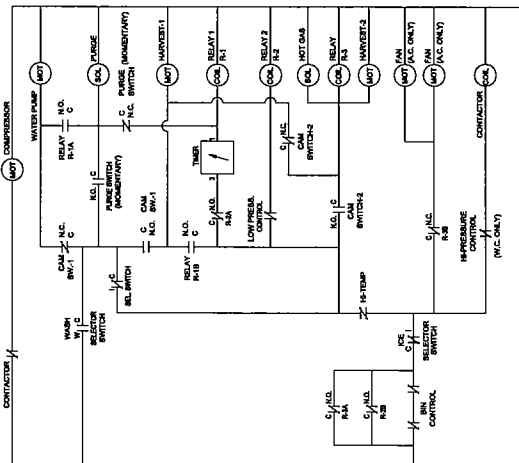 COMPRESSOR
MOT
CONTACTOR
WATER PUMP
MOT
PURGE
SOL
PURGE (MOMENTARY)
SWITCH
N.C.
C
HARVEST-1
MOT
RELAY 1
R-1
COIL
RELAY 2
R-2
COIL
HOT GAS
SOL
RELAY
R-3
COIL
HARVEST-2
MOT
FAN
(A.C. ONLY)
MOT
FAN
(A.C. ONLY)
MOT
CONTACTOR
COIL
N.O.
C
RELAY
R-1A
C
PURGE SWITCH
(MOMENTARY)
TIMER
1
3
N.C.
C
CAM
SWITCH-2
N.C.
C
CAM
SW.-1
CAM
SW.-1
C
N.O.
N.O.
C
RELAY
R-1B
N.C.
C
R-2A
LOW PRESS.
CONTROL
N.O.
C
CAM
SWITCH-2
N.C.
C
R-3B
HI-PRESSURE
CONTROL
(W.C. ONLY)
I
C
SEL. SWITCH
WASH
W
C
SELECTOR
SWITCH
HI-TEMP
ICE
I
C
SELECTOR
SWITCH
N.O.
C
R-3A
N.O.
C
R-2B
BIN
CONTROL